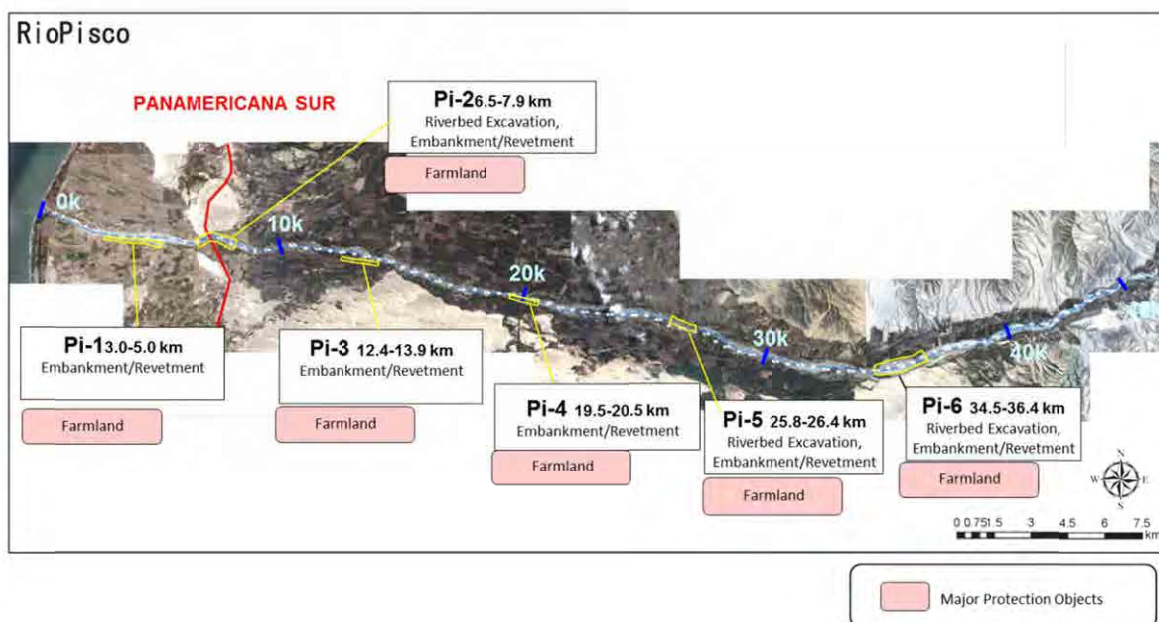 RioPisco
PANAMERICANA SUR
Pi-2 6.5-7.9 km
Riverbed Excavation,
Embankment/Revetment
Farmland
0k
10k
20k
30k
40k
Pi-1 3.0-5.0 km
Embankment/Revetment
Farmland
Pi-3 12.4-13.9 km
Embankment/Revetment
Farmland
Pi-4 19.5-20.5 km
Embankment/Revetment
Farmland
Pi-5 25.8-26.4 km
Riverbed Excavation,
Embankment/Revetment
Farmland
Pi-6 34.5-36.4 km
Riverbed Excavation,
Embankment/Revetment
Farmland
N
W E
S
0 0.75 1.5 3 4.5 6 7.5
km
Major Protection Objects